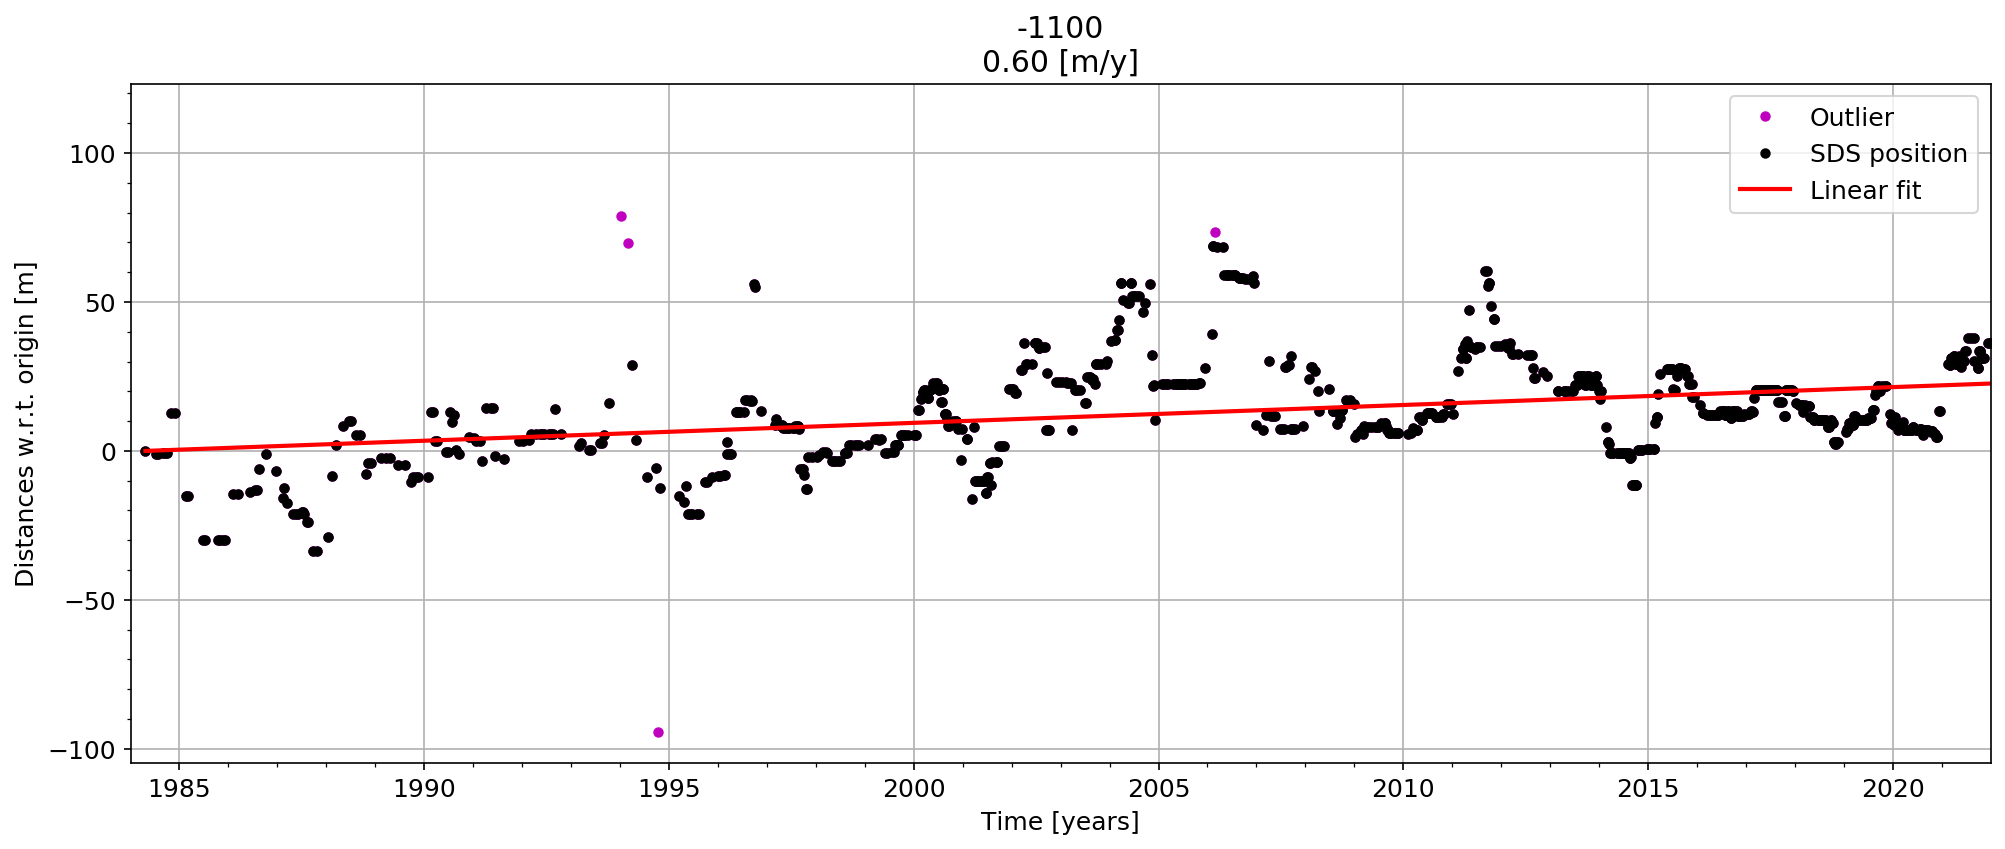 -1100
0.60 [m/y]
Outlier
SDS position
Linear fit
Distances w.r.t. origin [m]
100
50
0
−50
−100
1985 1990 1995 2000 2005 2010 2015 2020
Time [years]